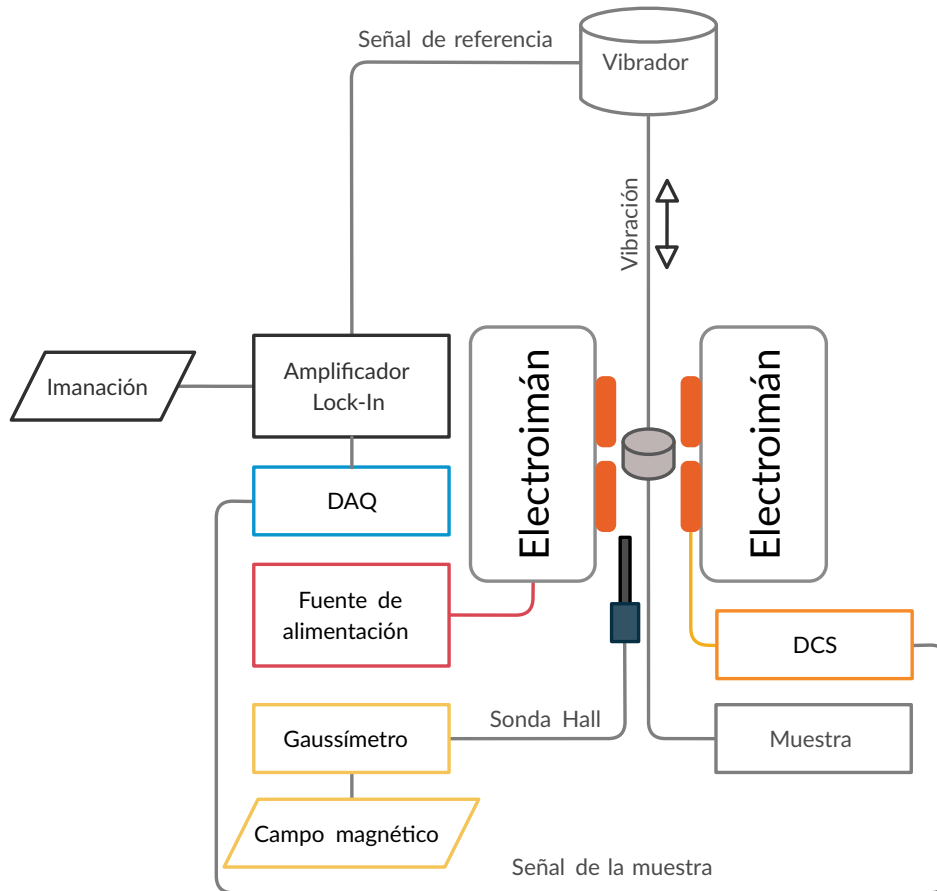 Señal de referencia
Vibrador
Vibración
Imanación
Amplificador
Lock-In
Electroimán
Electroimán
DAQ
Fuente de
alimentación
DCS
Sonda Hall
Gaussímetro
Muestra
Campo magnético
Señal de la muestra